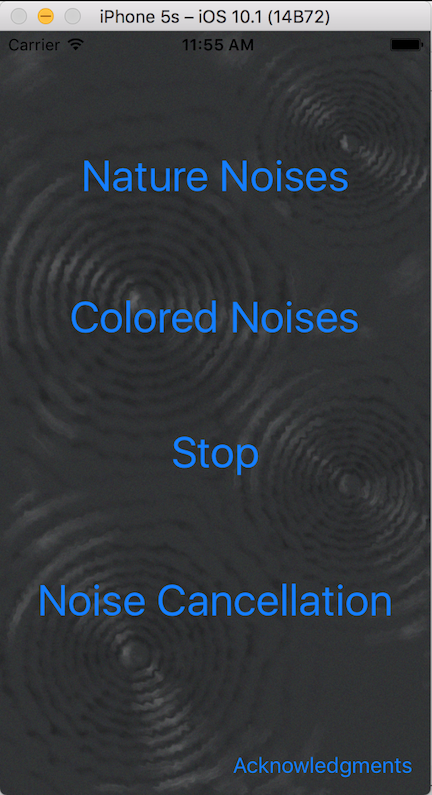 iPhone 5s – iOS 10.1 (14B72)
Carrier 11:55 AM
Nature Noises
Colored Noises
Stop
Noise Cancellation
Acknowledgments